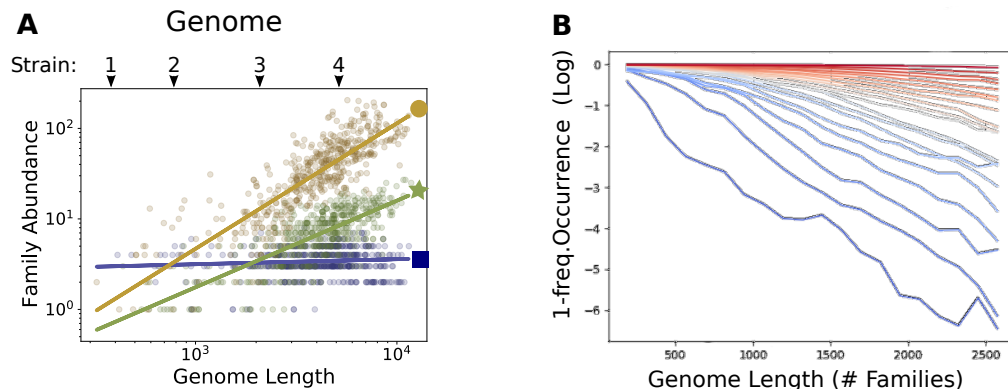 A
Genome
Strain: 1 2 3 4
Family Abundance
10²
10¹
10⁰
10³ 10⁴
Genome Length
B
1-freq.Occurrence (Log)
0
−1
−2
−3
−4
−5
−6
500 1000 1500 2000 2500
Genome Length (# Families)